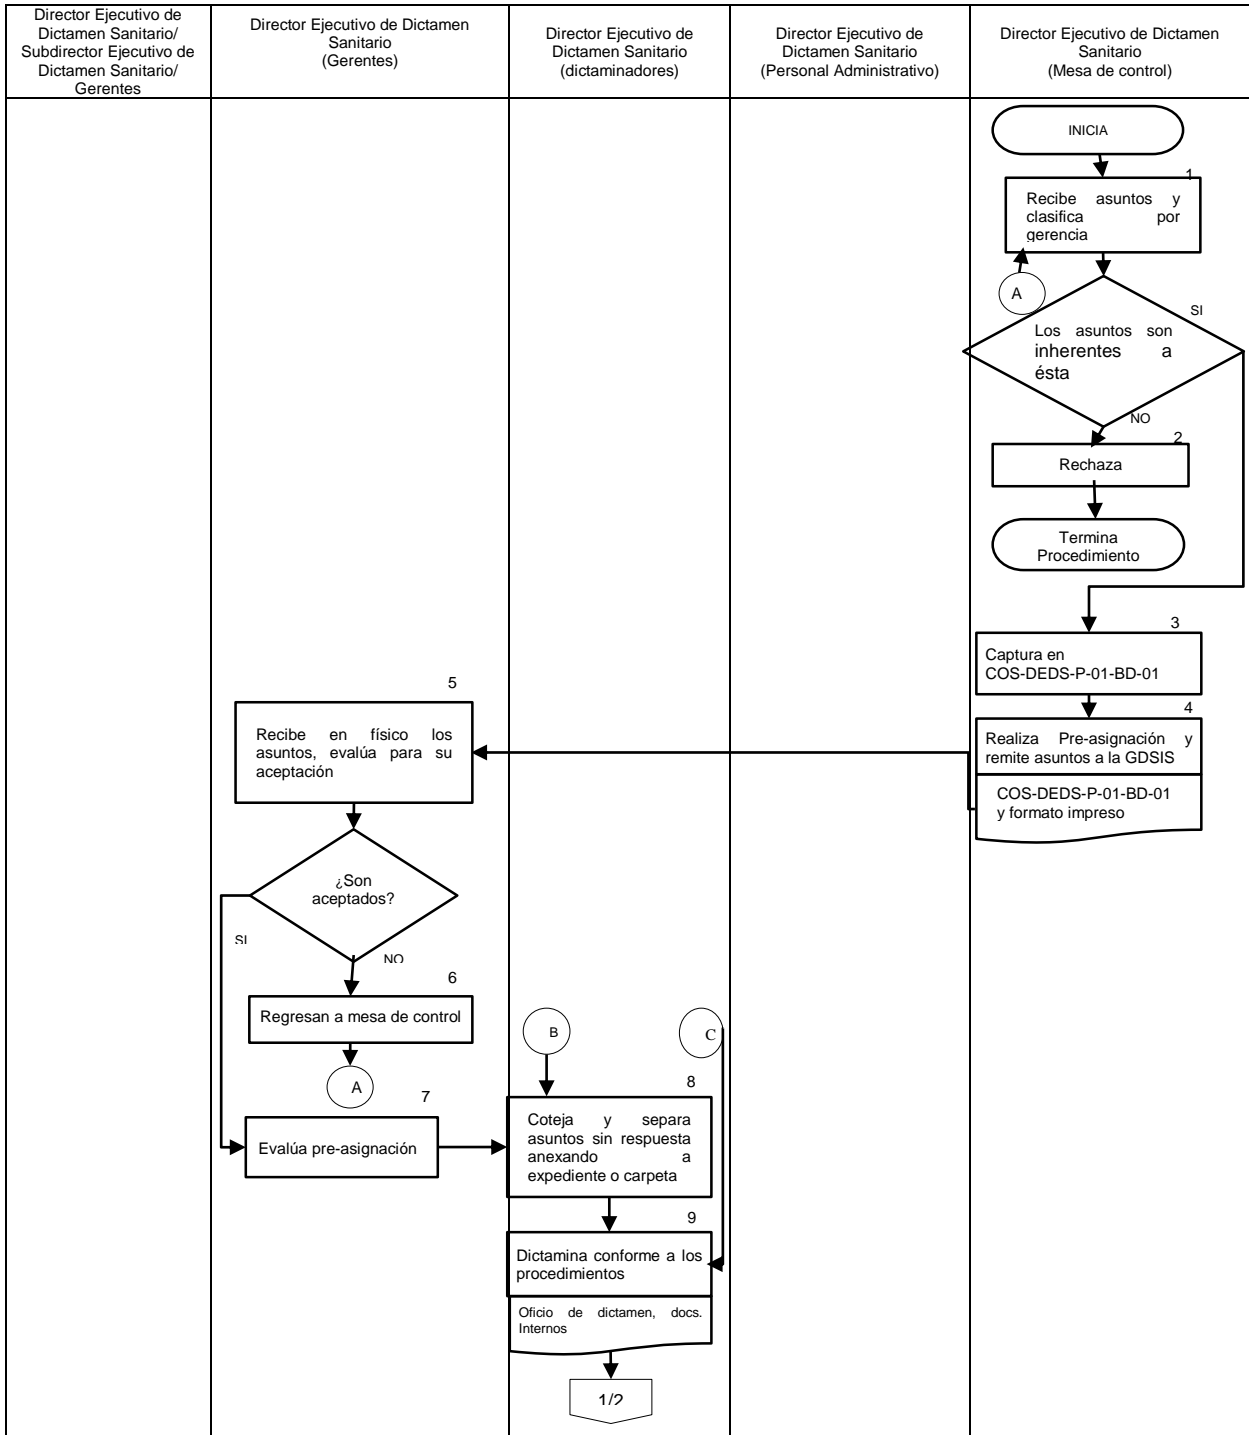 Director Ejecutivo de
Dictamen Sanitario/
Subdirector Ejecutivo de
Dictamen Sanitario/
Gerentes
Director Ejecutivo de Dictamen
Sanitario
(Gerentes)
Director Ejecutivo de
Dictamen Sanitario
(dictaminadores)
Director Ejecutivo de
Dictamen Sanitario
(Personal Administrativo)
Director Ejecutivo de Dictamen
Sanitario
(Mesa de control)
INICIA
1
Recibe asuntos y
clasifica por
gerencia
A
SI
Los asuntos son
inherentes a
ésta
NO
2
Rechaza
Termina
Procedimiento
3
Captura en
COS-DEDS-P-01-BD-01
4
Realiza Pre-asignación y
remite asuntos a la GDSIS
COS-DEDS-P-01-BD-01
y formato impreso
5
Recibe en físico los
asuntos, evalúa para su
aceptación
¿Son
aceptados?
SI
NO
6
Regresan a mesa de control
A
7
Evalúa pre-asignación
B
C
8
Coteja y separa
asuntos sin respuesta
anexando a
expediente o carpeta
9
Dictamina conforme a los
procedimientos
Oficio de dictamen, docs.
Internos
1/2